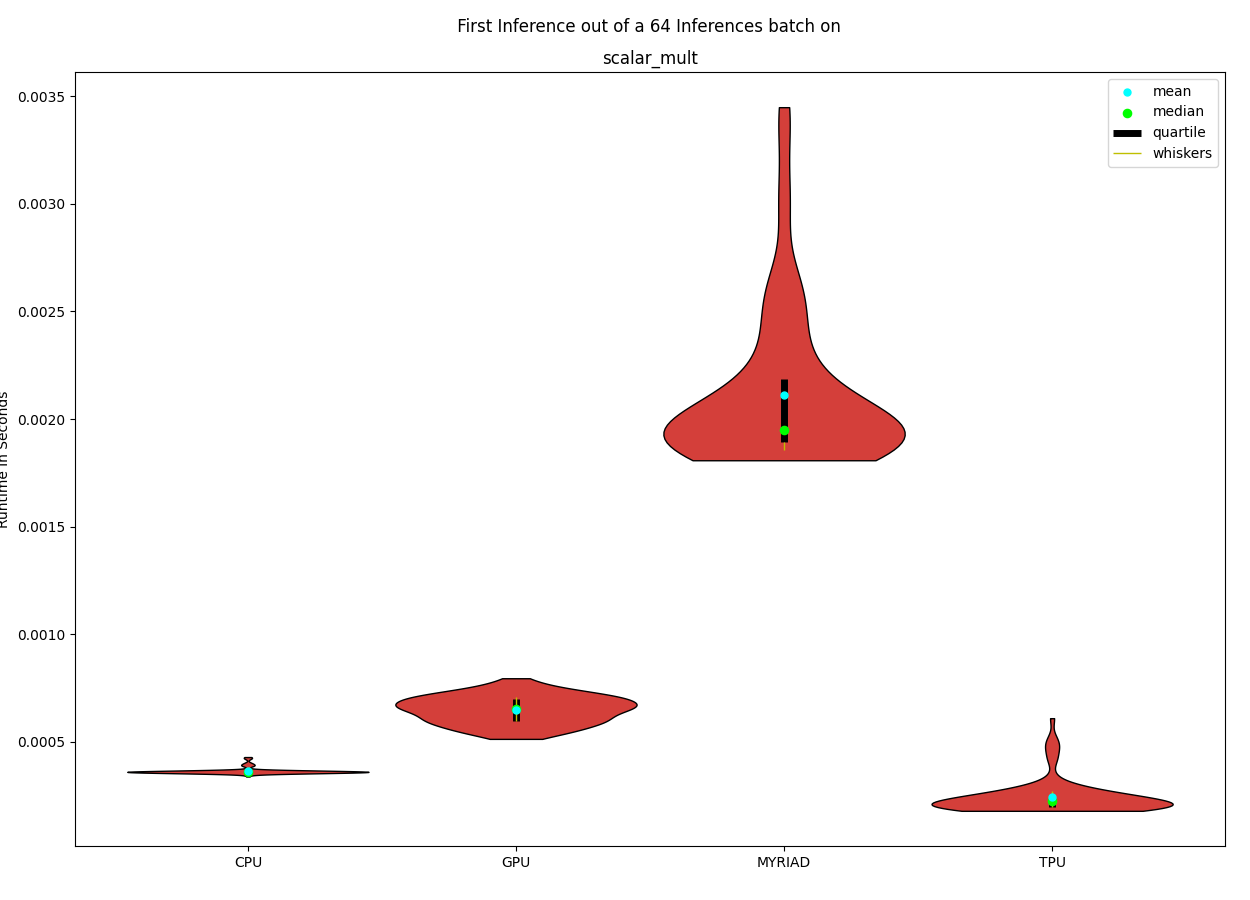 First Inference out of a 64 Inferences batch on
scalar_mult
0.0035
0.0030
0.0025
0.0020
0.0015
0.0010
0.0005
Runtime in Seconds
mean
median
quartile
whiskers
CPU GPU MYRIAD TPU